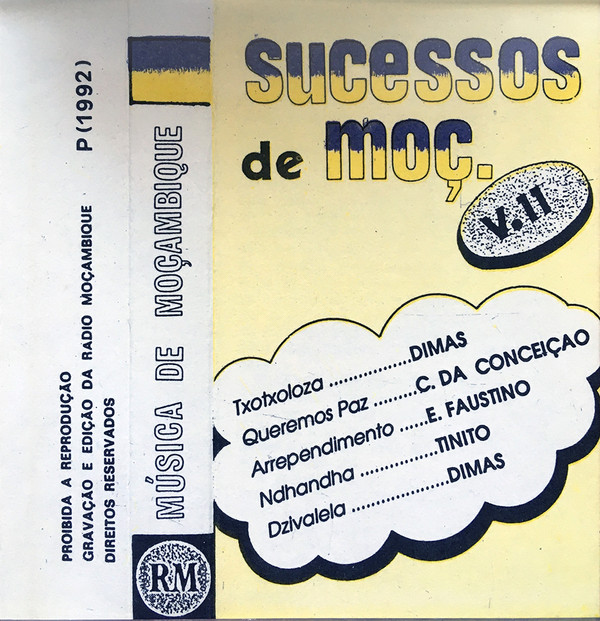 sucessos
de moç.
V.11
Txotxoloza ................DIMAS
Queremos Paz ........C. DA CONCEIÇAO
Arrependimento .....E. FAUSTINO
Ndhandha ..............TINITO
Dzivalela ..................DIMAS
MÚSICA DE MOÇAMBIQUE
RM
PROIBIDA A REPRODUÇÃO
GRAVAÇÃO E EDIÇÃO DA RADIO MOÇAMBIQUE P (1992)
DIREITOS RESERVADOS